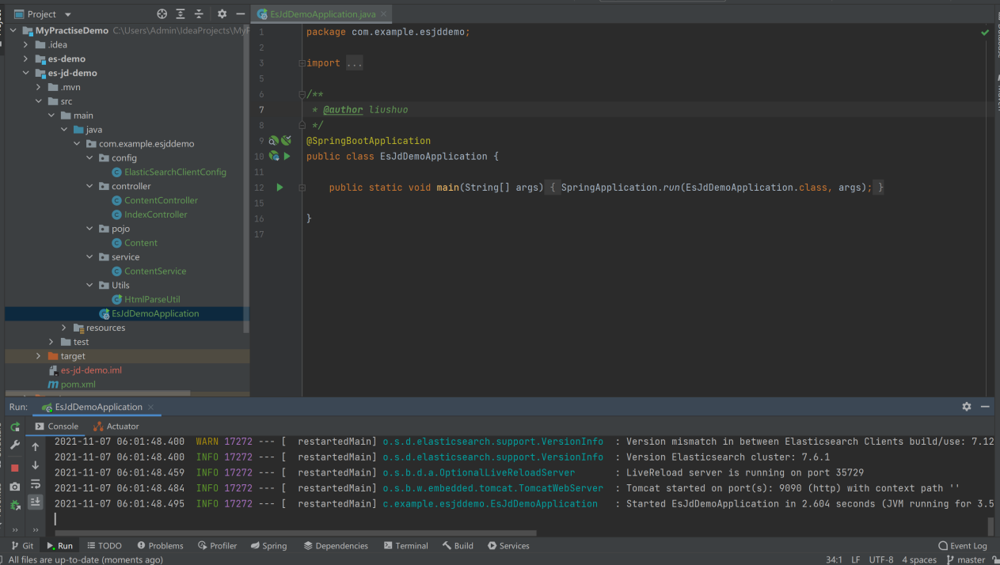 Project
MyPractiseDemo C:\Users\Admin\IdeaProjects\MyP
.idea
es-demo
es-jd-demo
.mvn
src
main
java
com.example.esjddemo
config
ElasticSearchClientConfig
controller
ContentController
IndexController
pojo
Content
service
ContentService
Utils
HtmlParseUtil
EsJdDemoApplication
resources
test
target
es-jd-demo.iml
pom.xml
EsJdDemoApplication.java
1 package com.example.esjddemo;
2
3 import ...
5
6 /**
7 * @author liushuo
8 */
9 @SpringBootApplication
10 public class EsJdDemoApplication {
11
12 public static void main(String[] args) { SpringApplication.run(EsJdDemoApplication.class, args); }
15
16 }
17
Run: EsJdDemoApplication
Console Actuator
2021-11-07 06:01:48.400 WARN 17272 --- [ restartedMain] o.s.d.elasticsearch.support.VersionInfo : Version mismatch in between Elasticsearch Clients build/use: 7.12
2021-11-07 06:01:48.400 INFO 17272 --- [ restartedMain] o.s.d.elasticsearch.support.VersionInfo : Version Elasticsearch cluster: 7.6.1
2021-11-07 06:01:48.459 INFO 17272 --- [ restartedMain] o.s.b.d.a.OptionalLiveReloadServer : LiveReload server is running on port 35729
2021-11-07 06:01:48.484 INFO 17272 --- [ restartedMain] o.s.b.w.embedded.tomcat.TomcatWebServer : Tomcat started on port(s): 9090 (http) with context path ''
2021-11-07 06:01:48.495 INFO 17272 --- [ restartedMain] c.example.esjddemo.EsJdDemoApplication : Started EsJdDemoApplication in 2.604 seconds (JVM running for 3.5
Git Run TODO Problems Profiler Spring Dependencies Terminal Build Services Event Log
All files are up-to-date (moments ago) 34:1 LF UTF-8 4 spaces master